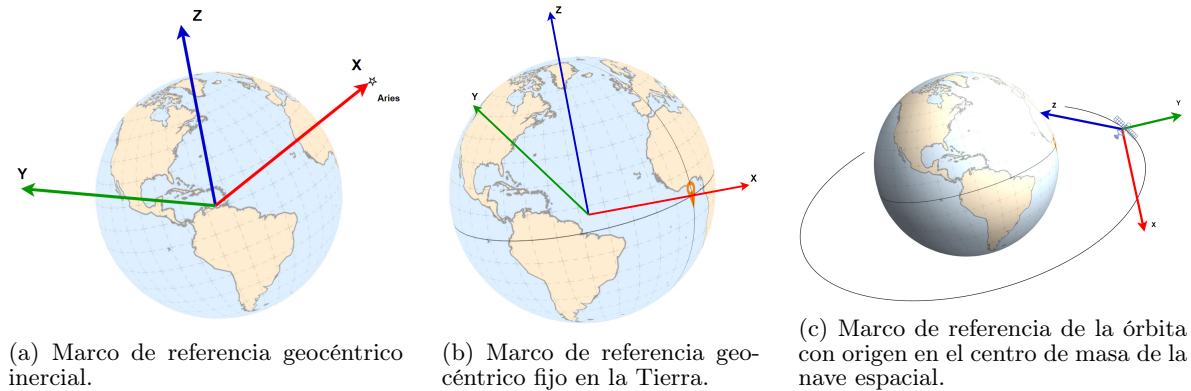 Z
X
Aries
Y
(a) Marco de referencia geocéntrico
inercial.
Z
Y
X
(b) Marco de referencia geo-
céntrico fijo en la Tierra.
Z
Y
X
(c) Marco de referencia de la órbita
con origen en el centro de masa de la
nave espacial.